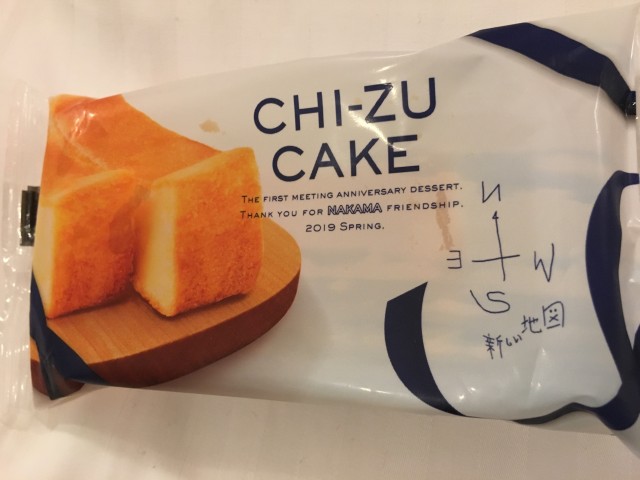 CHI-ZU
CAKE
THE FIRST MEETING ANNIVERSARY DESSERT.
THANK YOU FOR NAKAMA FRIENDSHIP.
2019 SPRING.
N
E W
S
新しい地図